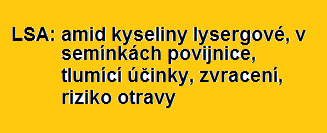 LSA: amid kyseliny lysergové, v
semínkách povijnice,
tlumící účinky, zvracení,
riziko otravy